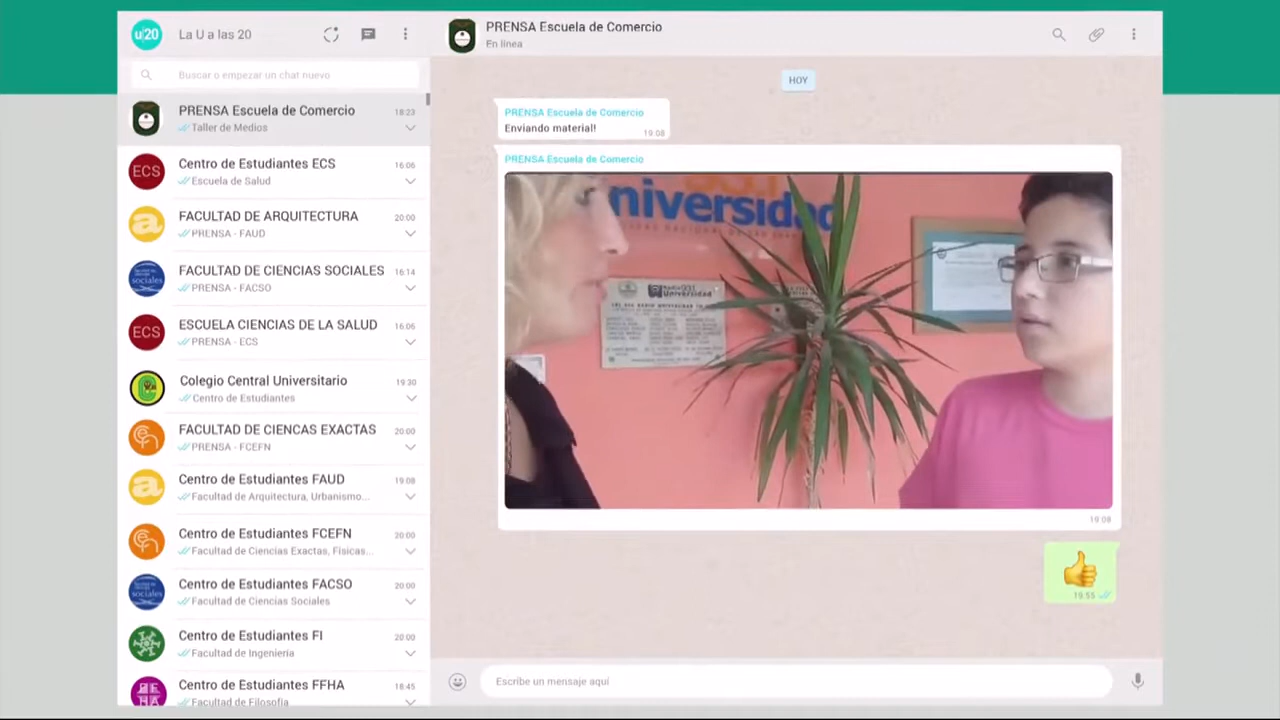 u20
La U a las 20
Buscar o empezar un chat nuevo
PRENSA Escuela de Comercio
18:23
Taller de Medios
ECS
Centro de Estudiantes ECS
16:06
Escuela de Salud
a
FACULTAD DE ARQUITECTURA
20:00
PRENSA - FAUD
sociales
FACULTAD DE CIENCIAS SOCIALES
16:14
PRENSA - FACSO
ECS
ESCUELA CIENCIAS DE LA SALUD
16:06
PRENSA - ECS
Colegio Central Universitario
19:30
Centro de Estudiantes
FACULTAD DE CIENCAS EXACTAS
20:00
PRENSA - FCEFN
a
Centro de Estudiantes FAUD
19:08
Facultad de Arquitectura, Urbanismo...
Centro de Estudiantes FCEFN
20:00
Facultad de Ciencias Exactas, Físicas...
sociales
Centro de Estudiantes FACSO
20:00
Facultad de Ciencias Sociales
Centro de Estudiantes FI
20:00
Facultad de Ingeniería
Centro de Estudiantes FFHA
18:45
Facultad de Filosofía
PRENSA Escuela de Comercio
En línea
HOY
PRENSA Escuela de Comercio
Enviando material!
19:08
PRENSA Escuela de Comercio
niversidad
Universidad
19:08
19:55
Escribe un mensaje aquí